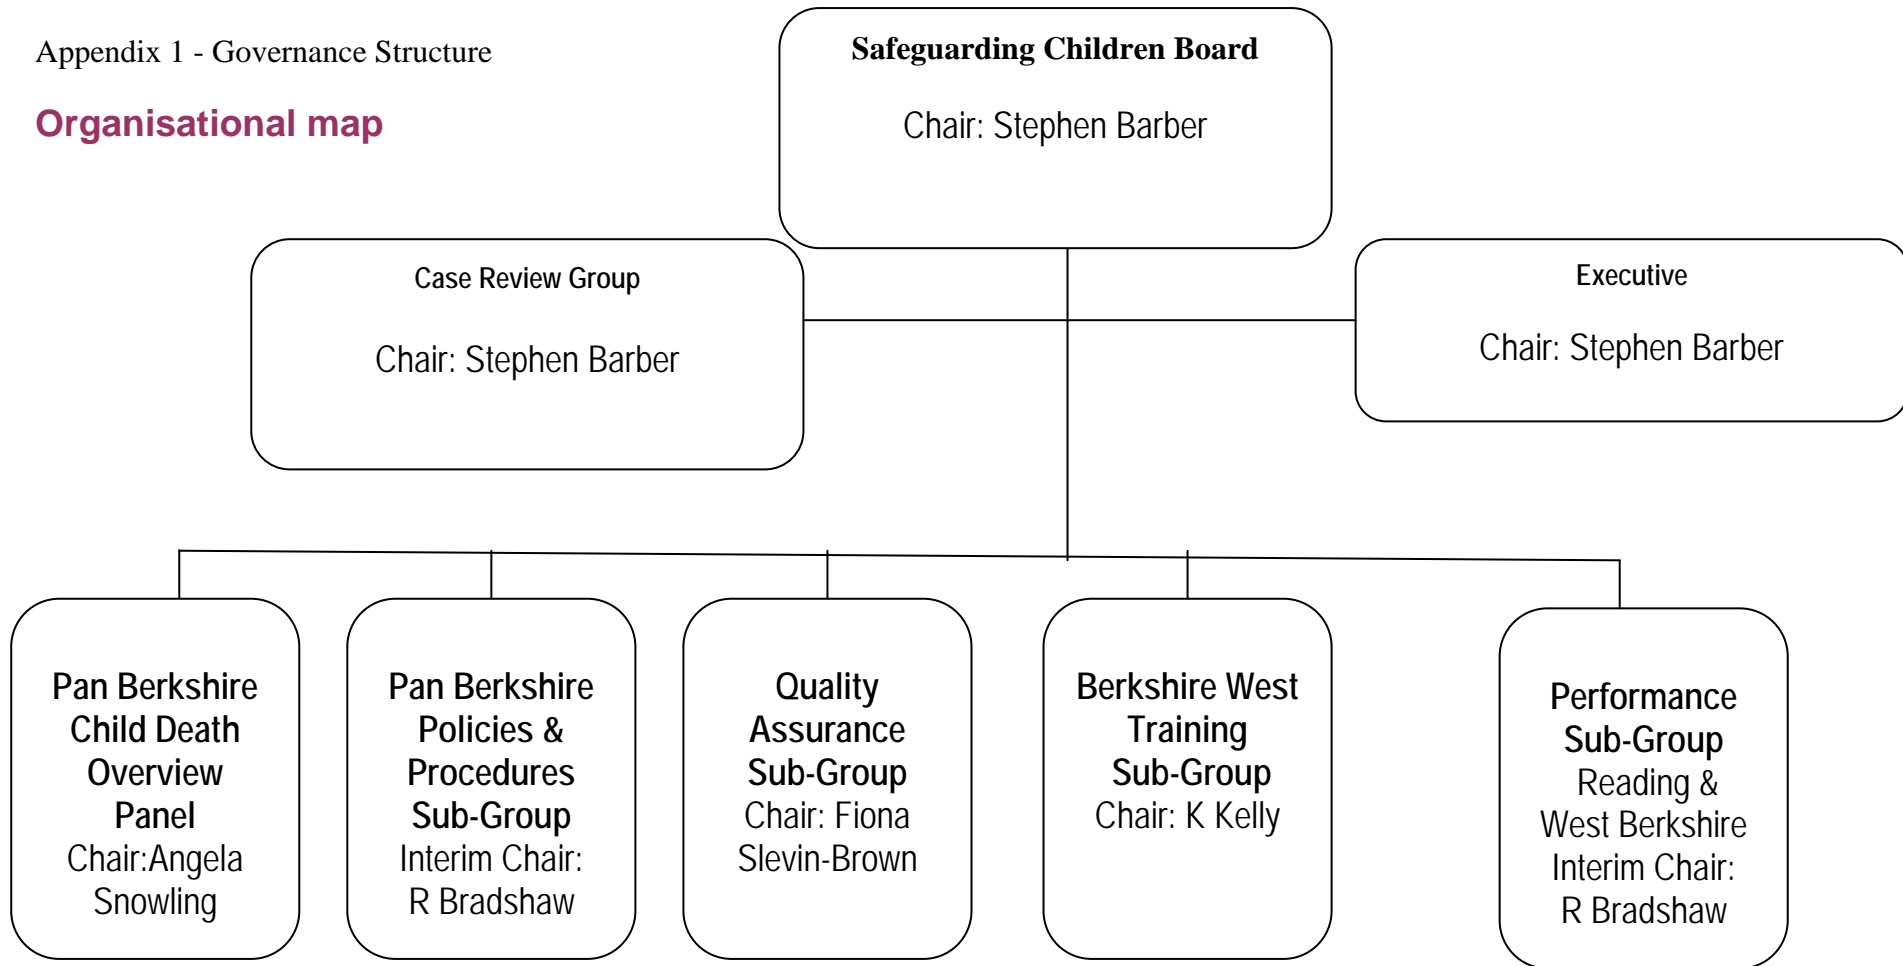 Appendix 1 - Governance Structure
Organisational map
Safeguarding Children Board
Chair: Stephen Barber
Case Review Group
Chair: Stephen Barber
Executive
Chair: Stephen Barber
Pan Berkshire
Child Death
Overview
Panel
Chair:Angela
Snowling
Pan Berkshire
Policies &
Procedures
Sub-Group
Interim Chair:
R Bradshaw
Quality
Assurance
Sub-Group
Chair: Fiona
Slevin-Brown
Berkshire West
Training
Sub-Group
Chair: K Kelly
Performance
Sub-Group
Reading &
West Berkshire
Interim Chair:
R Bradshaw